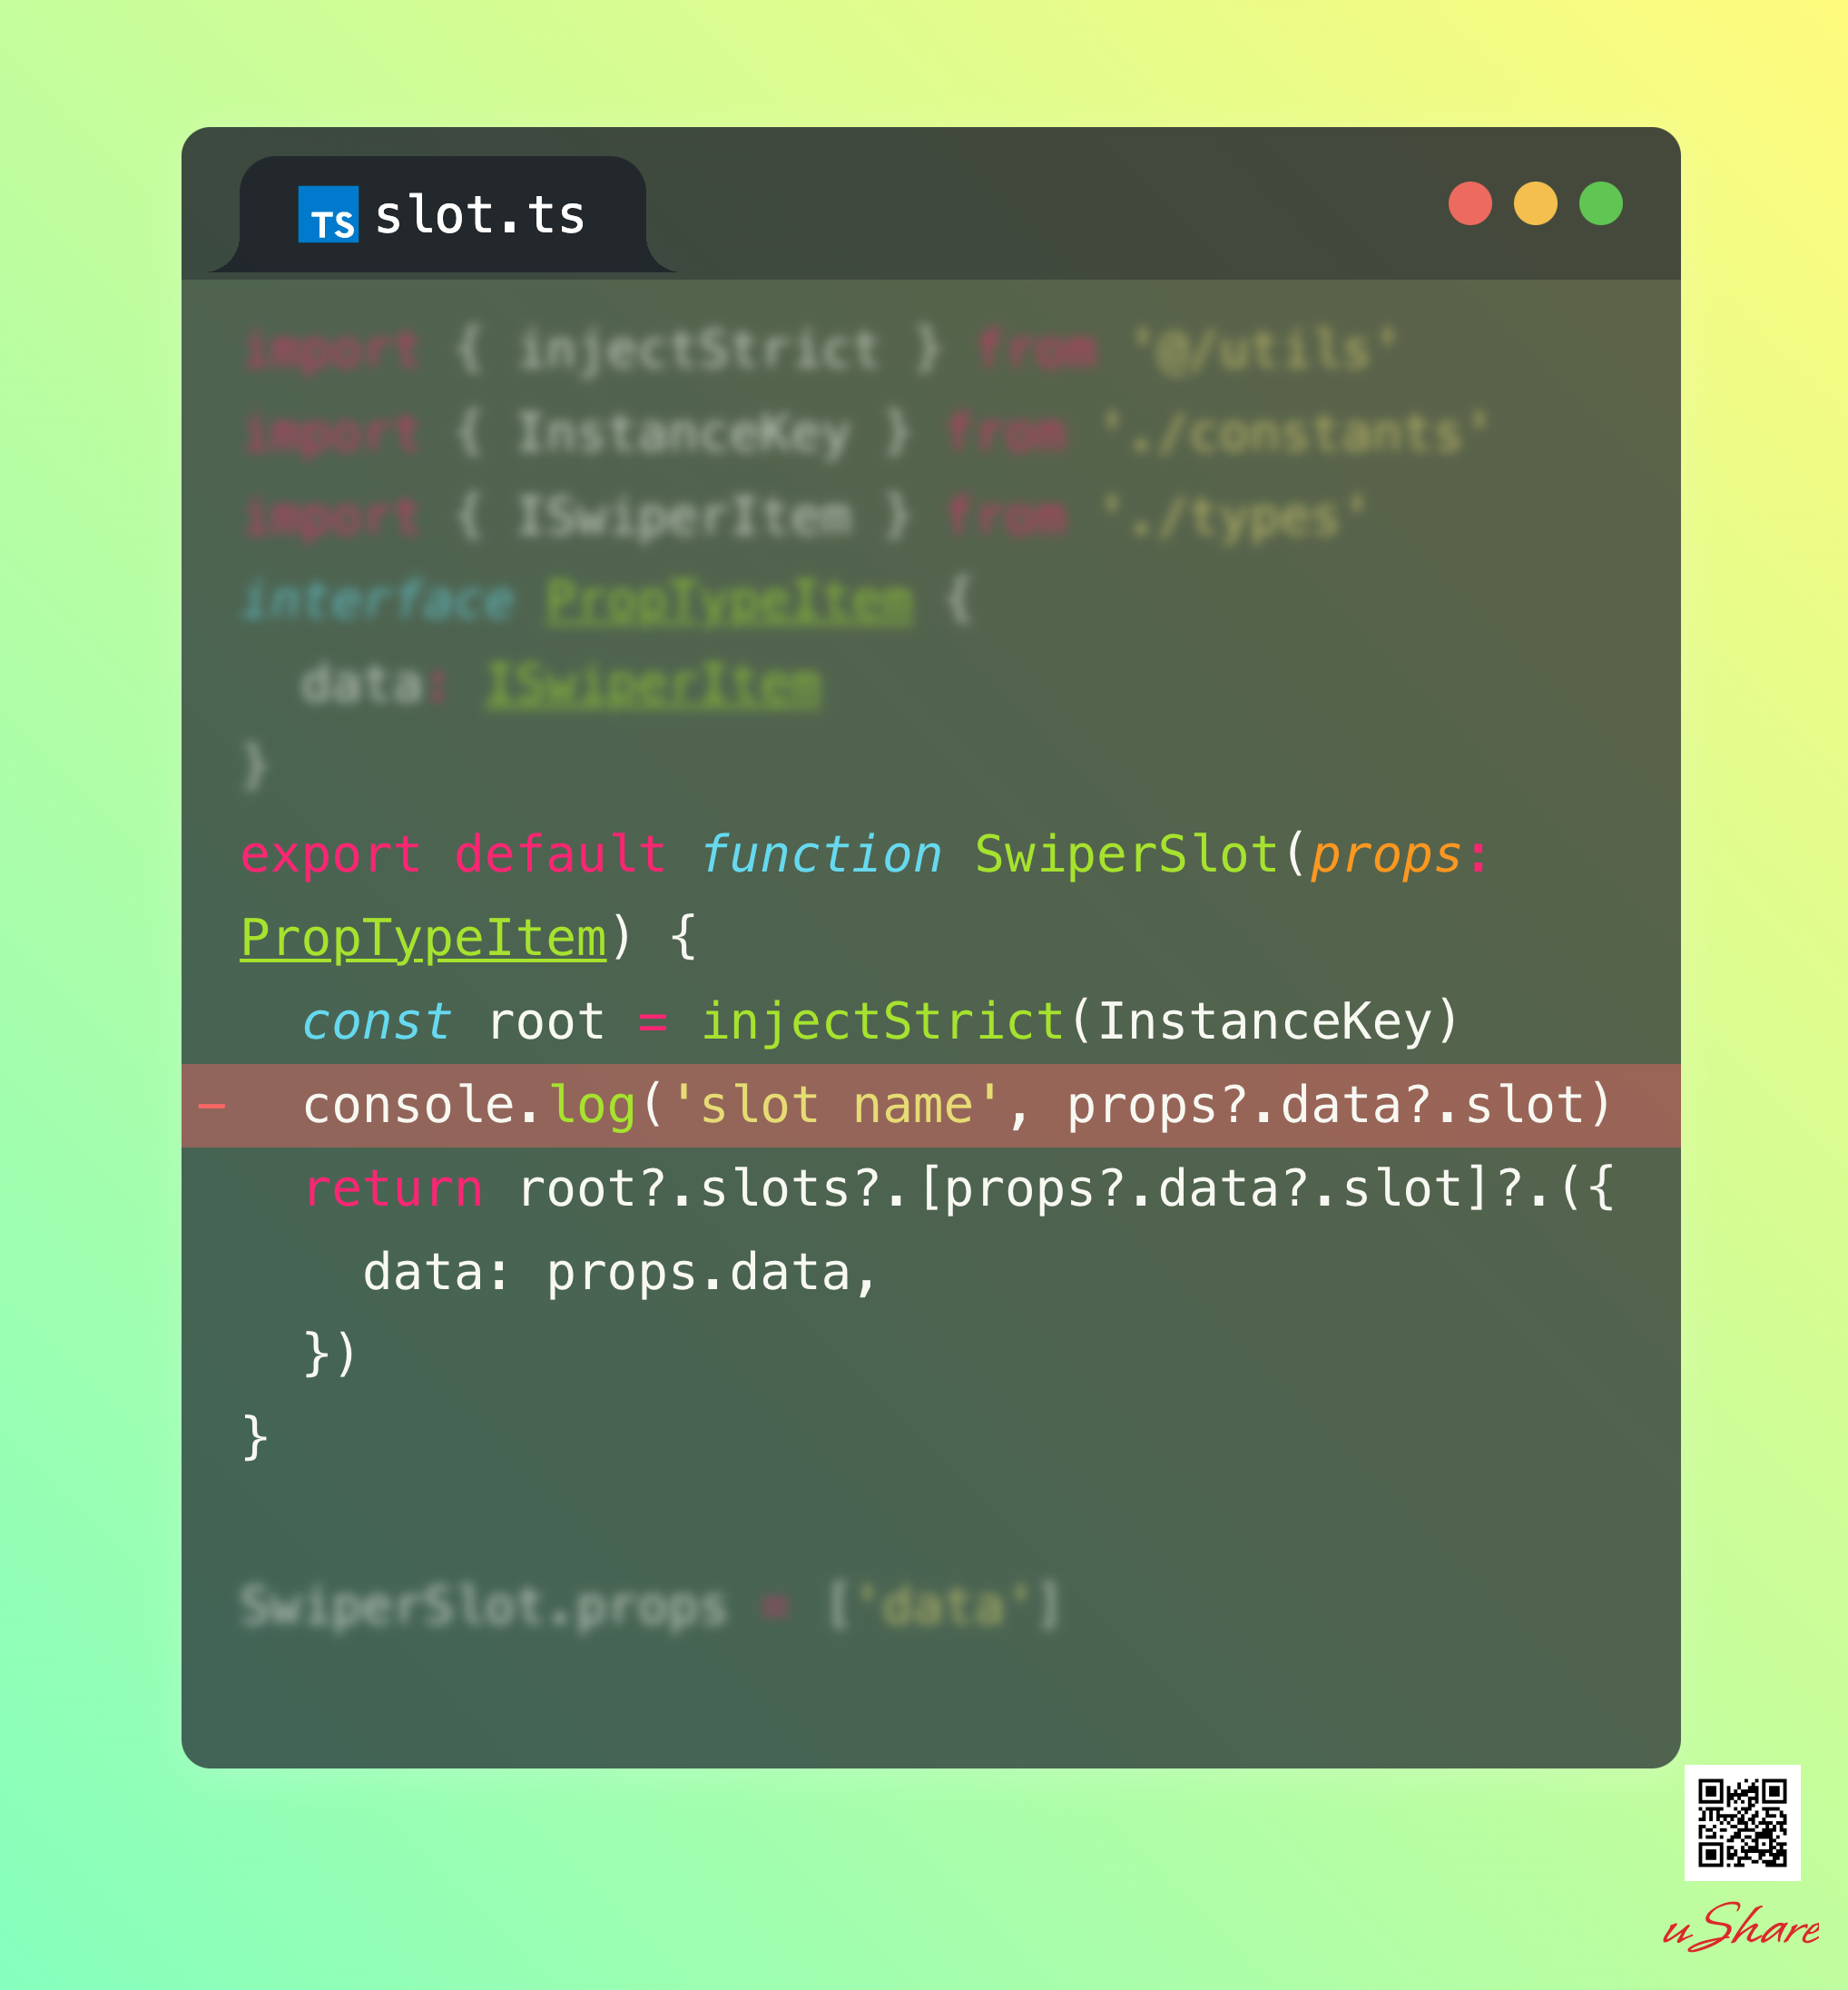 TS slot.ts
import { injectStrict } from '@/utils'
import { InstanceKey } from './constants'
import { ISwiperItem } from './types'
interface PropTypeItem {
  data: ISwiperItem
}
export default function SwiperSlot(props:
PropTypeItem) {
  const root = injectStrict(InstanceKey)
−  console.log('slot name', props?.data?.slot)
  return root?.slots?.[props?.data?.slot]?.({
    data: props.data,
  })
}
SwiperSlot.props = ['data']
uShare